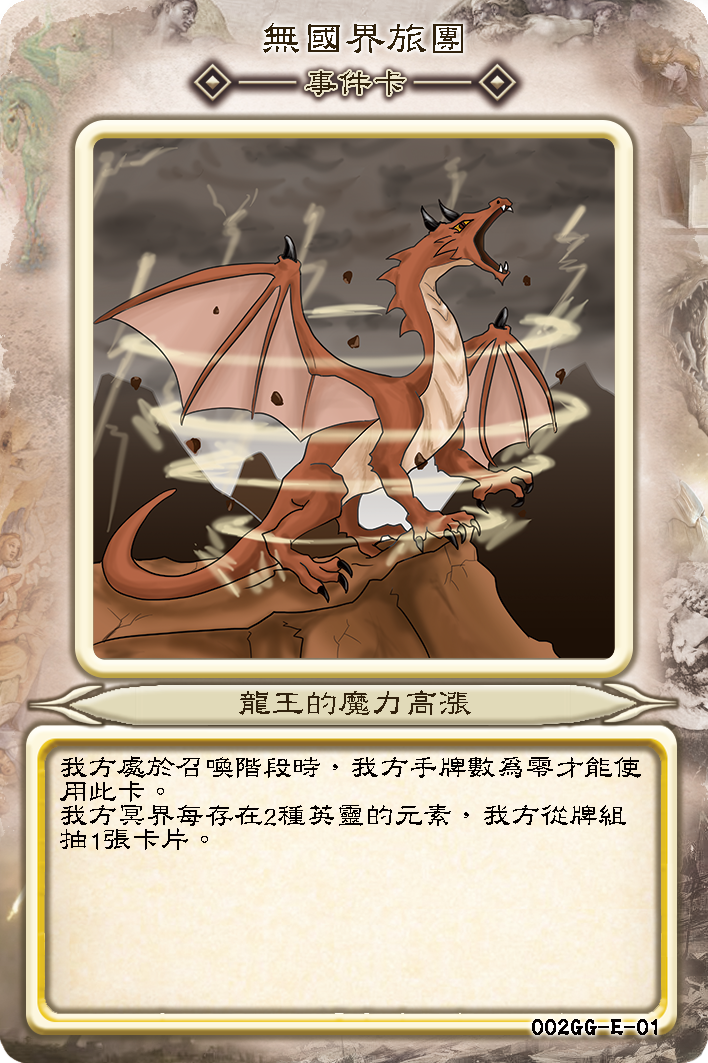 無國界旅團
事件卡
龍王的魔力高漲
我方處於召喚階段時，我方手牌數為零才能使
用此卡。
我方冥界每存在2種英靈的元素，我方從牌組
抽1張卡片。
002GG-E-01